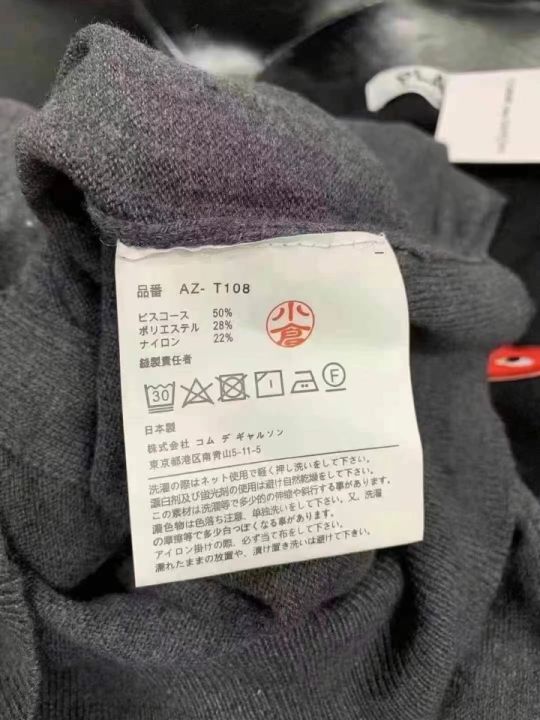 PLA
品番 AZ- T108
ビスコース 50%
ポリエステル 28%
ナイロン 22%
小倉
縫製責任者
30
F
日本製
株式会社 コム デ ギャルソン
東京都港区南青山5-11-5
洗濯の際はネット使用で軽く押し洗いをして下さい。
漂白剤及び蛍光剤の使用は避け自然乾燥をして下さい。
この素材は洗濯等で多少的の伸縮や斜行する事があります。
濃色物は色落ち注意、単独洗いをして下さい。又、洗濯
の摩擦等で多少白っぽくなる事があります。
アイロン掛けの際、必ず当て布をして下さい。
濡れたままの放置や、漬け置き洗いは避けて下さい。